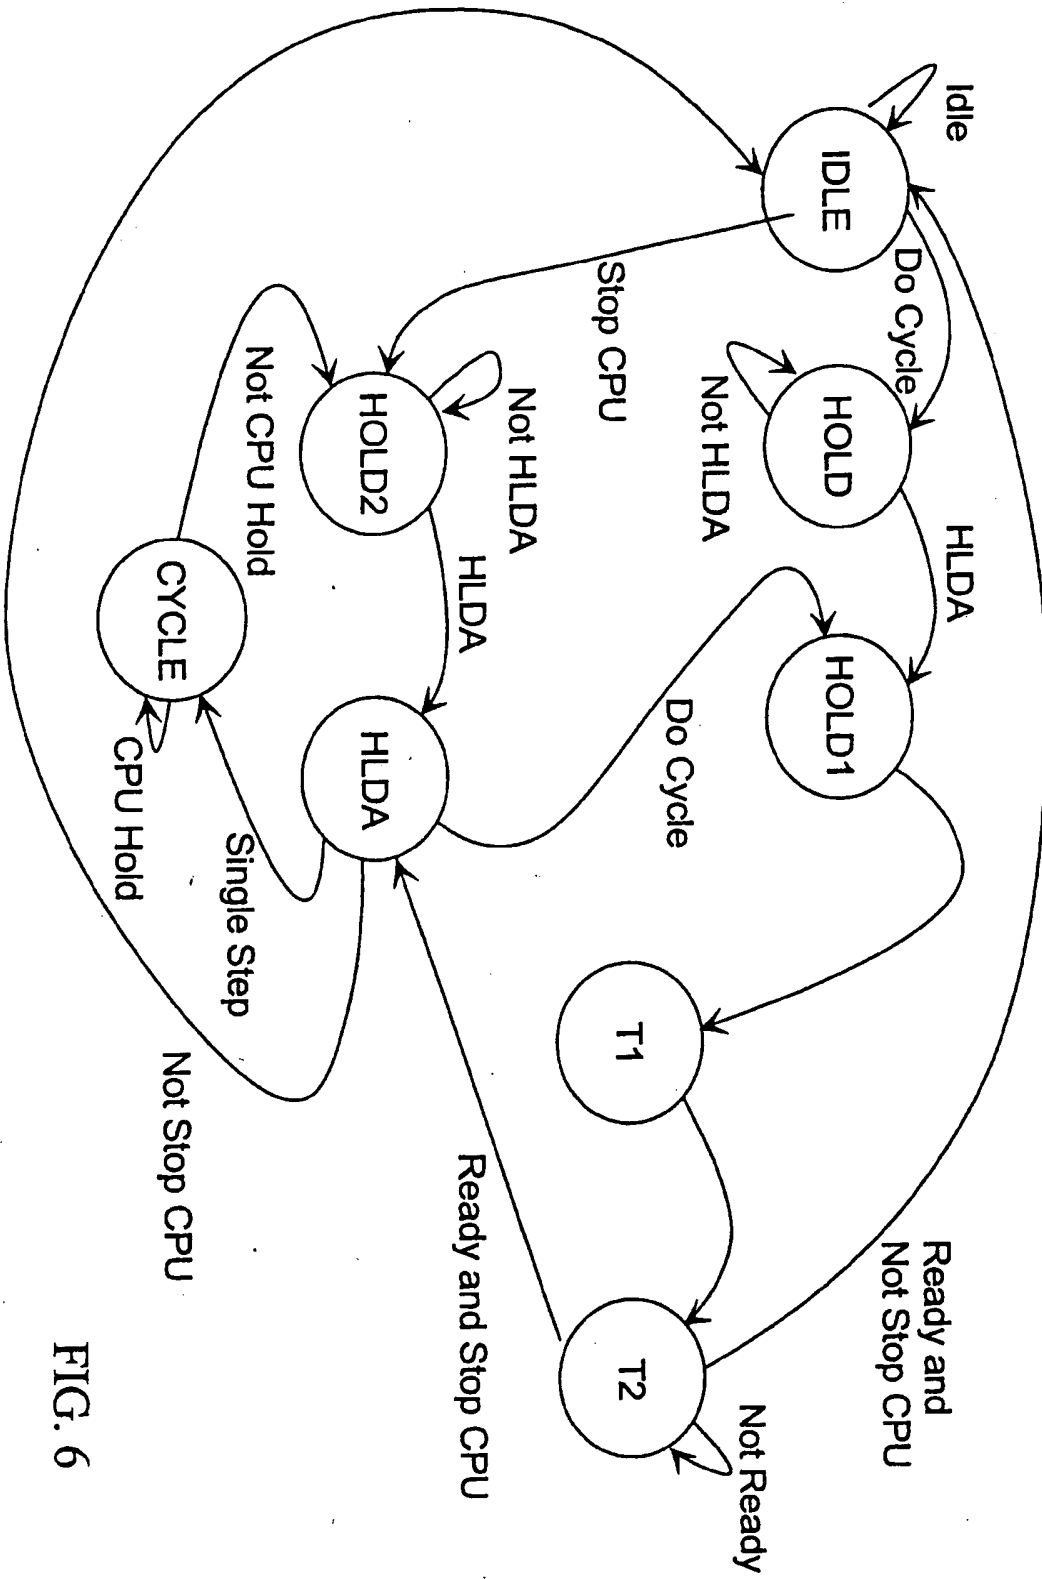 Idle
IDLE
Do Cycle
HOLD
Not HLDA
HLDA
HOLD1
Ready and
Not Stop CPU
Stop CPU
Not HLDA
HOLD2
HLDA
Do Cycle
HLDA
T1
T2
Not Ready
Ready and Stop CPU
Not CPU Hold
CYCLE
CPU Hold
Single Step
Not Stop CPU
FIG. 6